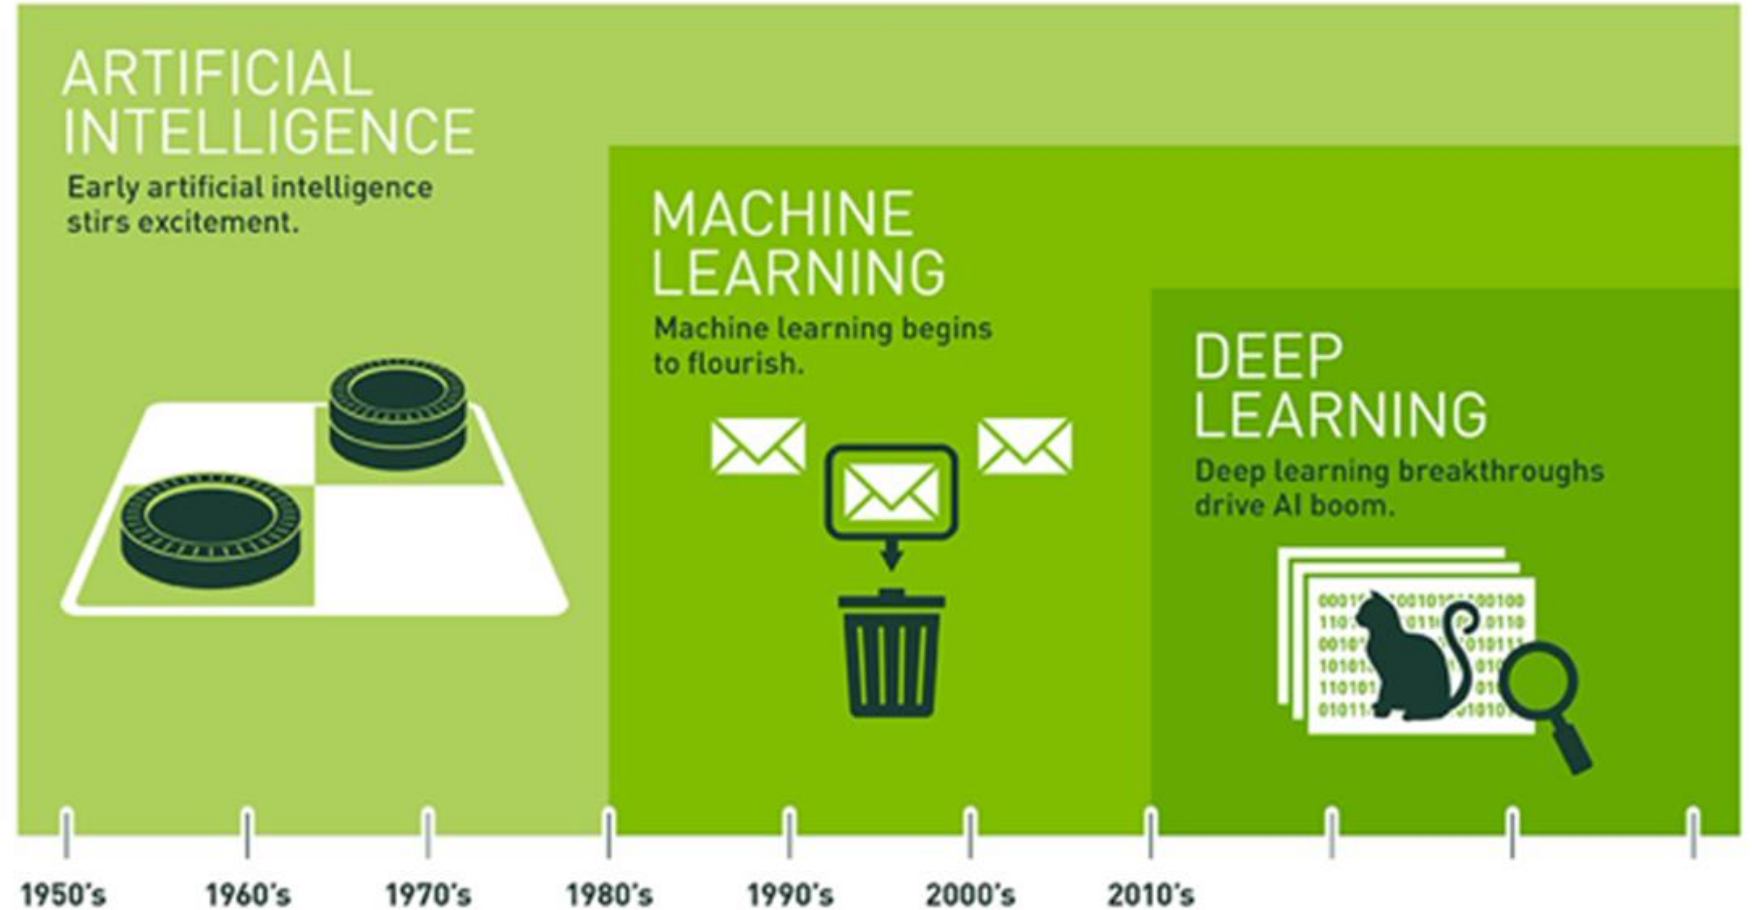 ARTIFICIAL
INTELLIGENCE
Early artificial intelligence
stirs excitement.
MACHINE
LEARNING
Machine learning begins
to flourish.
DEEP
LEARNING
Deep learning breakthroughs
drive AI boom.
1950's 1960's 1970's 1980's 1990's 2000's 2010's